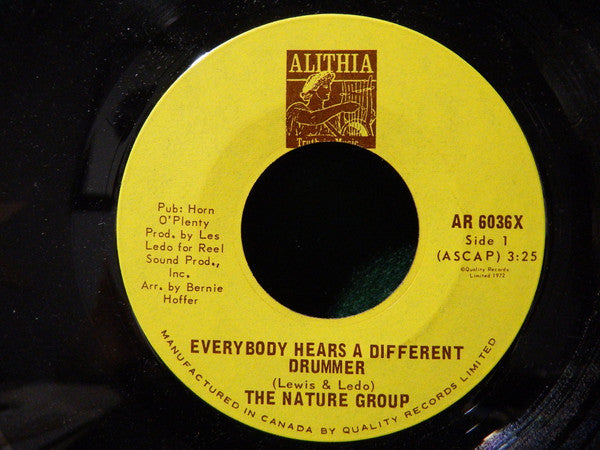 ALITHIA
Truth in Music
Pub: Horn
O'Plenty
Prod. by Les
Ledo for Reel
Sound Prod.,
Inc.
Arr. by Bernie
Hoffer
AR 6036X
Side 1
(ASCAP) 3:25
©Quality Records
Limited 1972
EVERYBODY HEARS A DIFFERENT
DRUMMER
(Lewis & Ledo)
THE NATURE GROUP
MANUFACTURED IN CANADA BY QUALITY RECORDS LIMITED